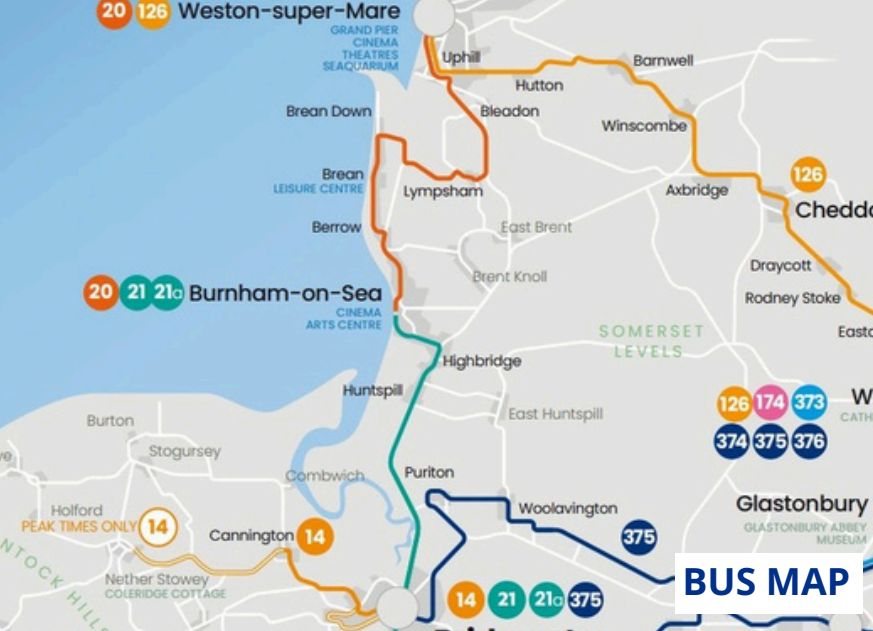 20 126 Weston-super-Mare
GRAND PIER
CINEMA
THEATRES
SEAQUARIUM
Uphill
Barnwell
Hutton
Brean Down
Bleadon
Winscombe
Brean
LEISURE CENTRE
126
Lympsham
Axbridge
Chedd
Berrow
East Brent
Draycott
Brent Knoll
20 21 21a Burnham-on-Sea
CINEMA
ARTS CENTRE
Rodney Stoke
SOMERSET
LEVELS
Easto
Highbridge
Huntspill
126 174 373 W
CATH
374 375 376
East Huntspill
Burton
Stogursey
Combwich
Puriton
Holford
PEAK TIMES ONLY 14
Cannington 14
Woolavington
375
Glastonbury
GLASTONBURY ABBEY
MUSEUM
NTOCK HILLS
Nether Stowey
COLERIDGE COTTAGE
14 21 21a 375
BUS MAP